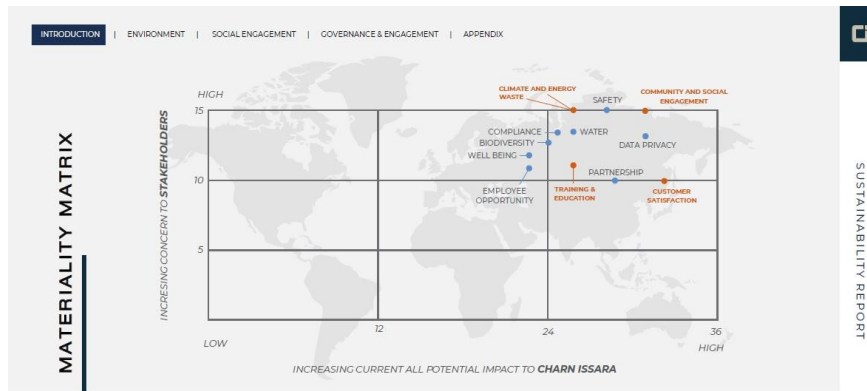 INTRODUCTION | ENVIRONMENT | SOCIAL ENGAGEMENT | GOVERNANCE & ENGAGEMENT | APPENDIX
MATERIALITY MATRIX
INCRESING CONCERN TO STAKEHOLDERS
HIGH
15
10
5
CLIMATE AND ENERGY
WASTE
SAFETY
COMMUNITY AND SOCIAL
ENGAGEMENT
COMPLIANCE
WATER
BIODIVERSITY
DATA PRIVACY
WELL BEING
PARTNERSHIP
EMPLOYEE
OPPORTUNITY
TRAINING &
EDUCATION
CUSTOMER
SATISFACTION
LOW
12
24
36
HIGH
INCREASING CURRENT ALL POTENTIAL IMPACT TO CHARN ISSARA
SUSTAINABILITY REPORT